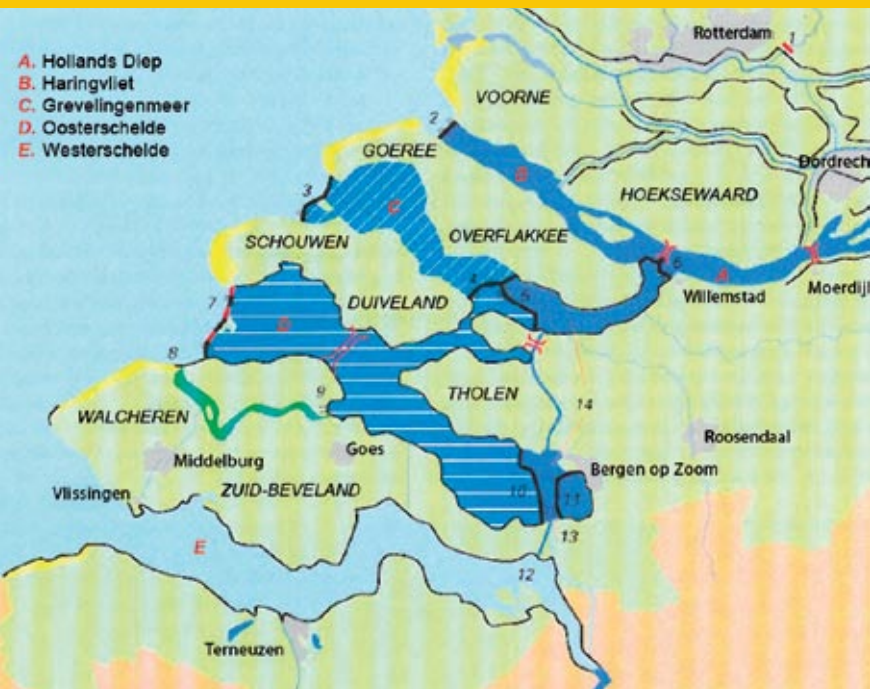 A. Hollands Diep
B. Haringvliet
C. Grevelingenmeer
D. Oosterschelde
E. Westerschelde
Rotterdam
1
VOORNE
2
GOEREE
B
Dordrech
3
HOEKSEWAARD
C
SCHOUWEN
OVERFLAKKEE
6
A
4
5
Willemstad
Moerdijl
7
DUIVELAND
D
8
9
THOLEN
14
WALCHEREN
Roosendaal
Goes
Middelburg
Bergen op Zoom
Vlissingen
ZUID-BEVELAND
10
11
13
E
12
Terneuzen